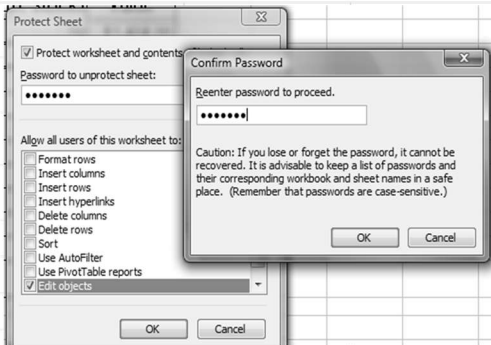 Protect Sheet
Protect worksheet and contents
Password to unprotect sheet:
•••••••
Allow all users of this worksheet to:
Format rows
Insert columns
Insert rows
Insert hyperlinks
Delete columns
Delete rows
Sort
Use AutoFilter
Use PivotTable reports
Edit objects
OK Cancel
Confirm Password
Reenter password to proceed.
•••••••
Caution: If you lose or forget the password, it cannot be
recovered. It is advisable to keep a list of passwords and
their corresponding workbook and sheet names in a safe
place. (Remember that passwords are case-sensitive.)
OK Cancel